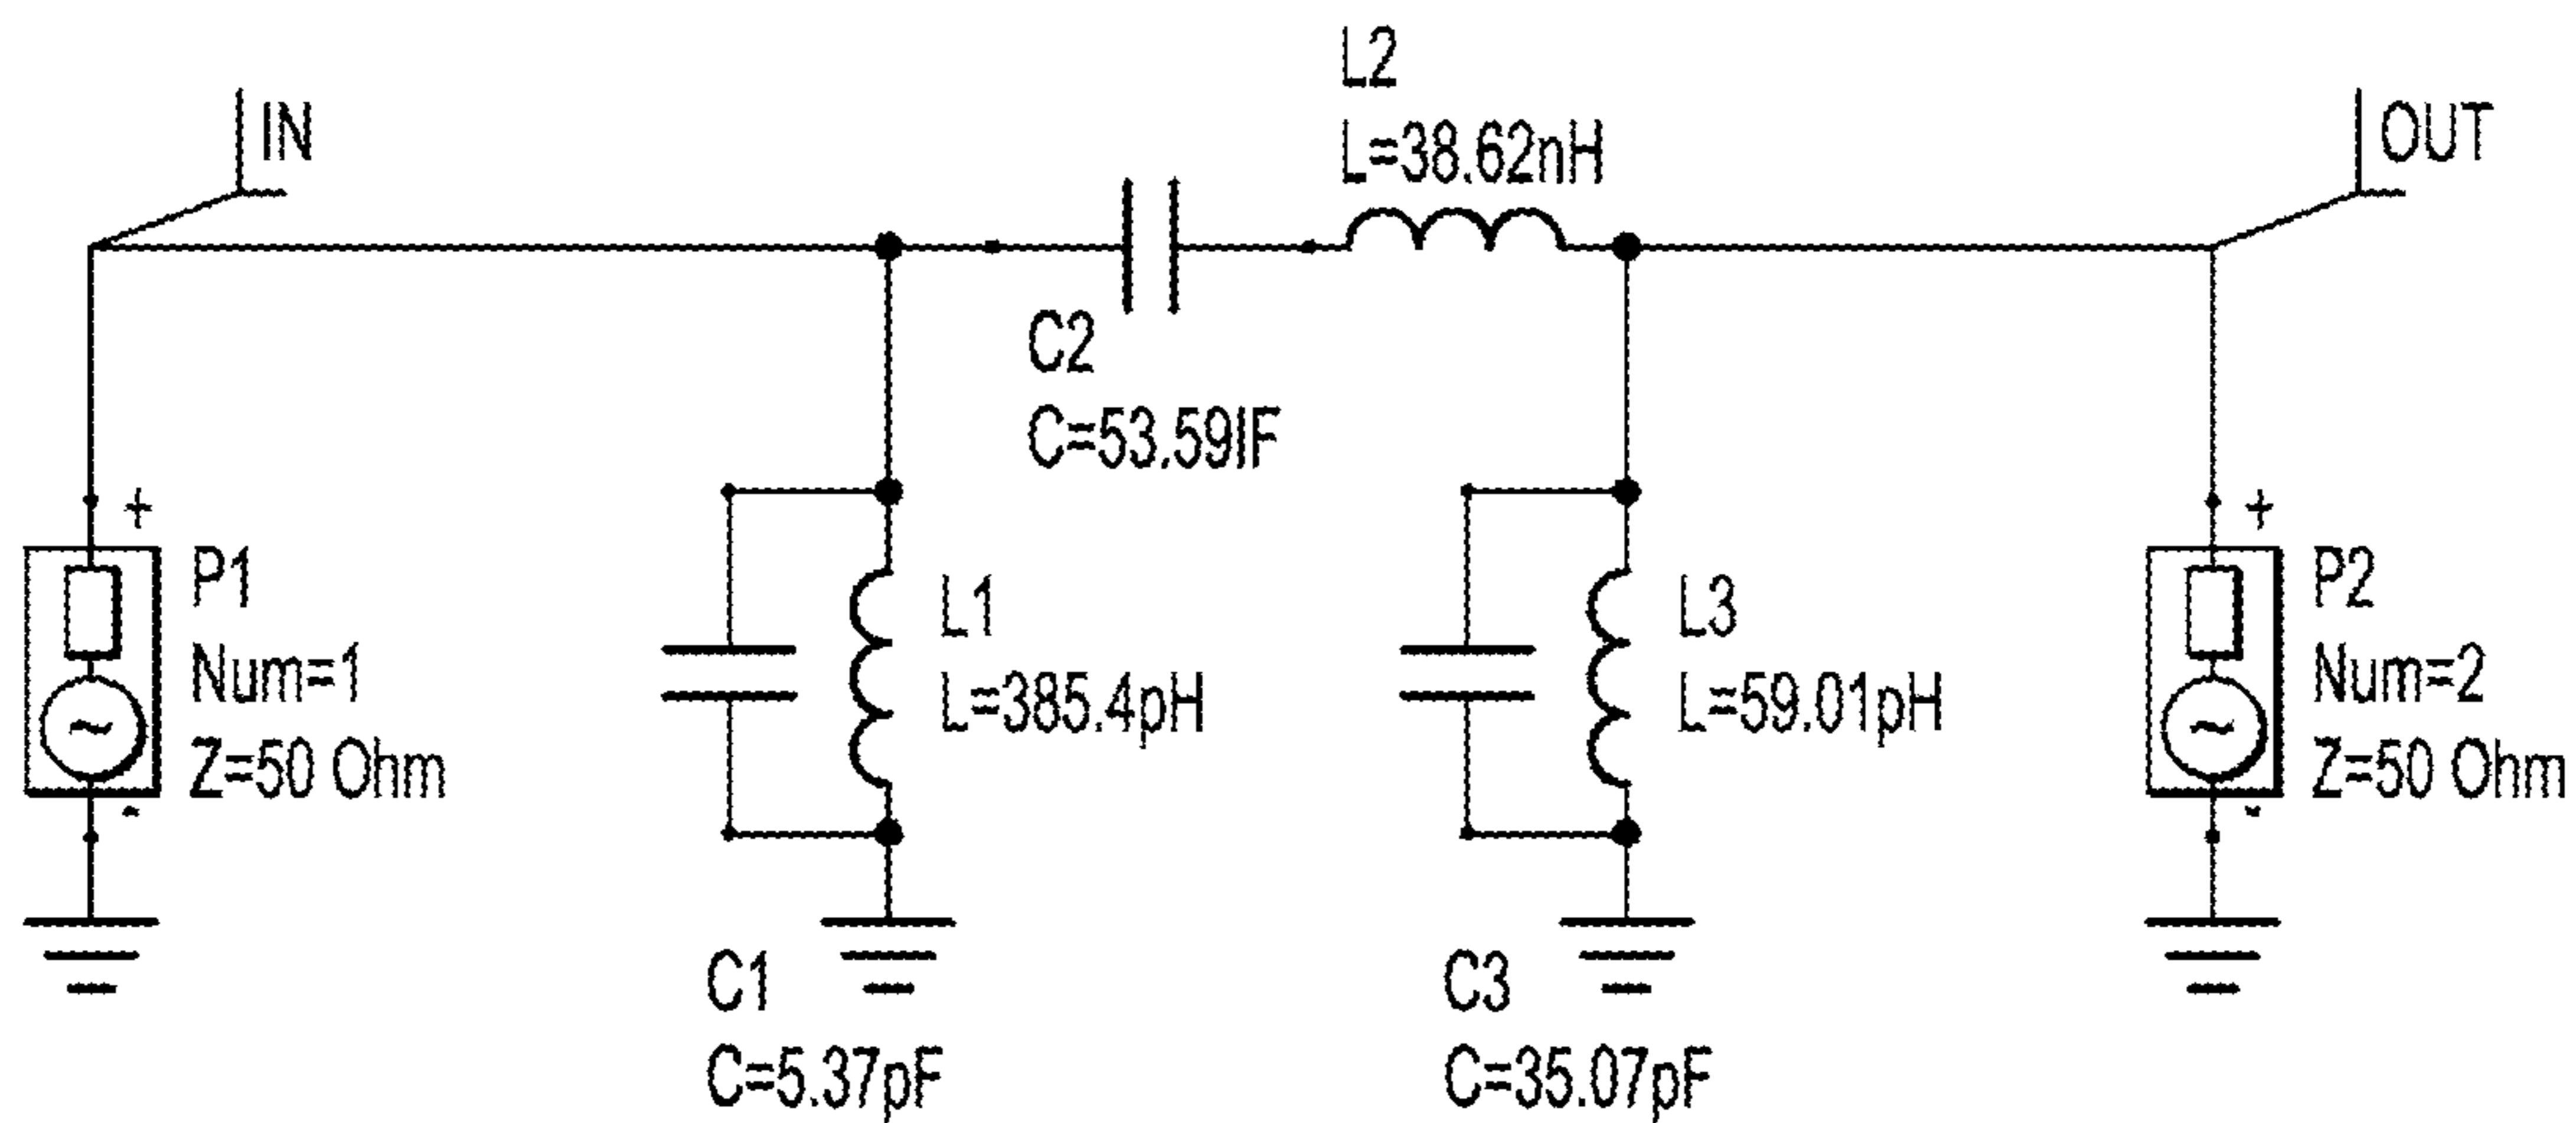 L2
L=38.62nH
IN
OUT
C2
C=53.59IF
+
P1
Num=1
Z=50 Ohm
-
L1
L=385.4pH
L3
L=59.01pH
+
P2
Num=2
Z=50 Ohm
-
C1
C=5.37pF
C3
C=35.07pF